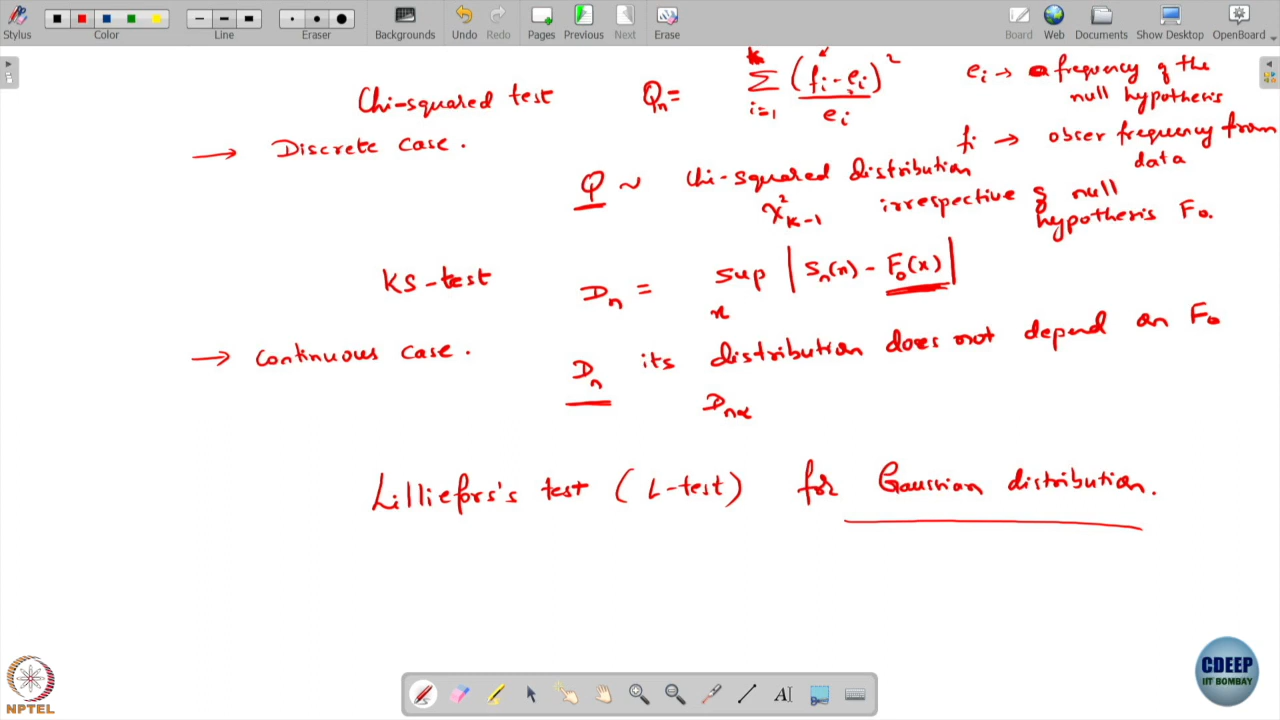 Stylus Color Line Eraser Backgrounds Undo Redo Pages Previous Next Erase Board Web Documents Show Desktop OpenBoard
Chi-squared test Qn = k Σ i=1 (fi - ei)² / ei
ei → frequency of the null hypothesis
→ Discrete case.
fi → obser frequency from data
Q ~ chi-squared distribution
χ²k-1 irrespective of null hypothesis F0.
KS-test Dn = sup x | Sn(x) - F0(x) |
→ continuous case.
Dn its distribution does not depend on F0
Dnα
Lilliefors's test (L-test) for Gaussian distribution.
NPTEL
CDEEP
IIT BOMBAY